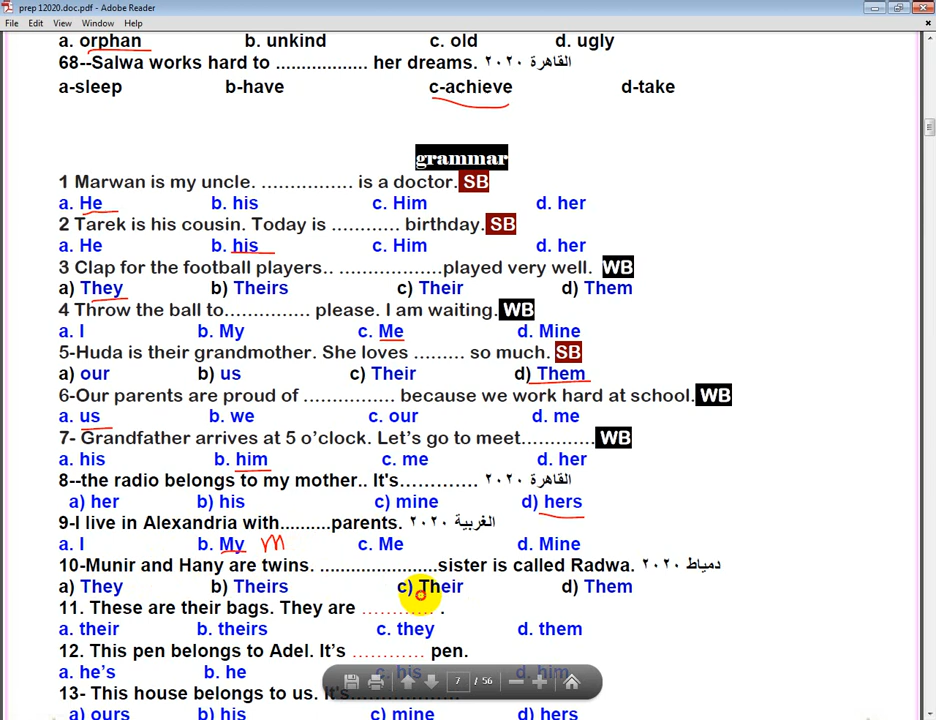 prep 12020.doc.pdf - Adobe Reader
File Edit View Window Help
a. orphan b. unkind c. old d. ugly
68--Salwa works hard to .................. her dreams. القاهرة ٢٠٢٠
a-sleep b-have c-achieve d-take
grammar
1 Marwan is my uncle. ................ is a doctor. SB
a. He b. his c. Him d. her
2 Tarek is his cousin. Today is ............ birthday. SB
a. He b. his c. Him d. her
3 Clap for the football players.. ..................played very well. WB
a) They b) Theirs c) Their d) Them
4 Throw the ball to............... please. I am waiting. WB
a. I b. My c. Me d. Mine
5-Huda is their grandmother. She loves ......... so much. SB
a) our b) us c) Their d) Them
6-Our parents are proud of ................ because we work hard at school. WB
a. us b. we c. our d. me
7- Grandfather arrives at 5 o’clock. Let’s go to meet............. WB
a. his b. him c. me d. her
8--the radio belongs to my mother.. It's.............. القاهرة ٢٠٢٠
a) her b) his c) mine d) hers
9-I live in Alexandria with.........parents. الغربية ٢٠٢٠
a. I b. My m c. Me d. Mine
10-Munir and Hany are twins. .......................sister is called Radwa. دمياط ٢٠٢٠
a) They b) Theirs c) Their d) Them
11. These are their bags. They are ............ .
a. their b. theirs c. they d. them
12. This pen belongs to Adel. It’s ............ pen.
a. he’s b. he c. his d. him
13- This house belongs to us. It's..................
a) ours b) his c) mine d) hers
7 / 56